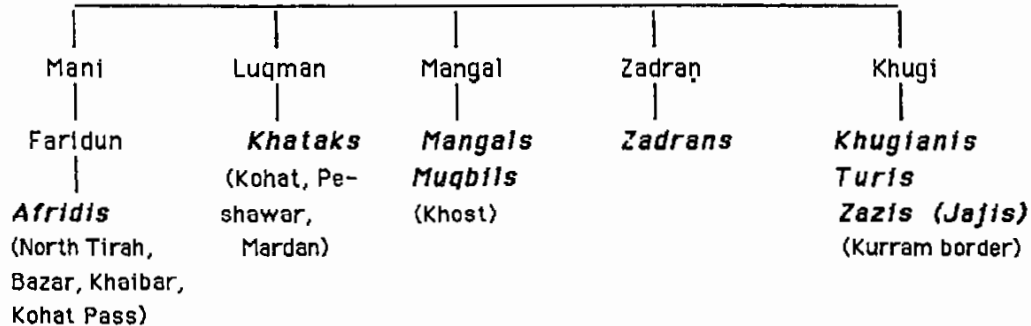 Mani Luqman Mangal Zadraṇ Khugi
Faridun Khataks Mangals Zadrans Khugianis
(Kohat, Pe- Muqbils Turis
Afridis shawar, (Khost) Zazis (Jajis)
(North Tirah, Mardan) (Kurram border)
Bazar, Khaibar,
Kohat Pass)